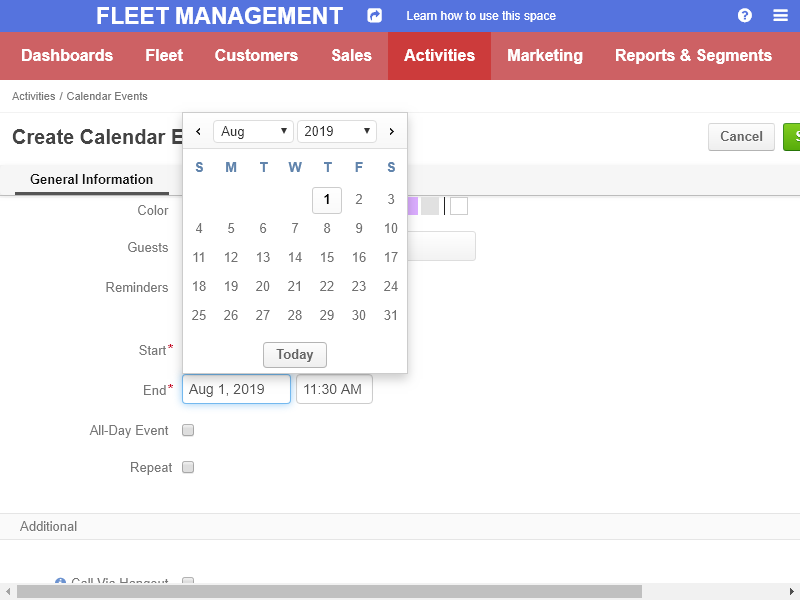 FLEET MANAGEMENT Learn how to use this space
Dashboards Fleet Customers Sales Activities Marketing Reports & Segments
Activities / Calendar Events
Create Calendar E Cancel S
General Information
Aug 2019
S M T W T F S
1 2 3
4 5 6 7 8 9 10
11 12 13 14 15 16 17
18 19 20 21 22 23 24
25 26 27 28 29 30 31
Today
Color
Guests
Reminders
Start*
End* Aug 1, 2019 11:30 AM
All-Day Event
Repeat
Additional
Call Via Hangout